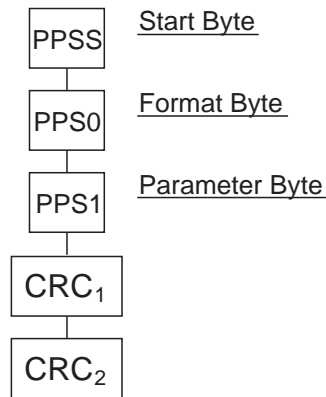 PPSS Start Byte
PPS0 Format Byte
PPS1 Parameter Byte
CRC₁
CRC₂